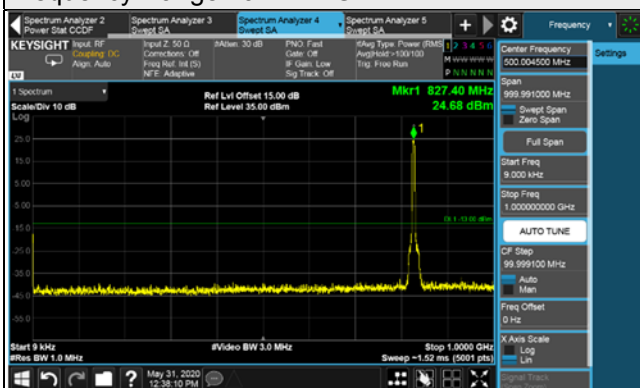 Spectrum Analyzer 2
Power Stat CCDF
Spectrum Analyzer 3
Swept SA
Spectrum Analyzer 4
Swept SA
Spectrum Analyzer 5
Swept SA
+
Frequency
KEYSIGHT
Input: RF
Coupling: DC
Align: Auto
Input Z: 50 Ω
Corrections: Off
Freq Ref: Int (S)
NFE: Adaptive
#Atten: 30 dB
PNO: Fast
Gate: Off
IF Gain: Low
Sig Track: Off
#Avg Type: Power (RMS
Avg|Hold:>100/100
Trig: Free Run
1 2 3 4 5 6
M W W W W W
P N N N N N
LXI
1 Spectrum
Scale/Div 10 dB
Log
Ref Lvl Offset 15.00 dB
Ref Level 35.00 dBm
Mkr1 827.40 MHz
24.68 dBm
1
25.0
15.0
5.00
-5.00
-15.0
-25.0
-35.0
-45.0
-55.0
DL1 -13.00 dBm
Start 9 kHz
#Res BW 1.0 MHz
#Video BW 3.0 MHz
Stop 1.0000 GHz
Sweep ~1.52 ms (5001 pts)
May 31, 2020
12:38:10 PM
Center Frequency
500.004500 MHz
Settings
Span
999.991000 MHz
Swept Span
Zero Span
Full Span
Start Freq
9.000 kHz
Stop Freq
1.000000000 GHz
AUTO TUNE
CF Step
99.999100 MHz
Auto
Man
Freq Offset
0 Hz
X Axis Scale
Log
Lin
Signal Track